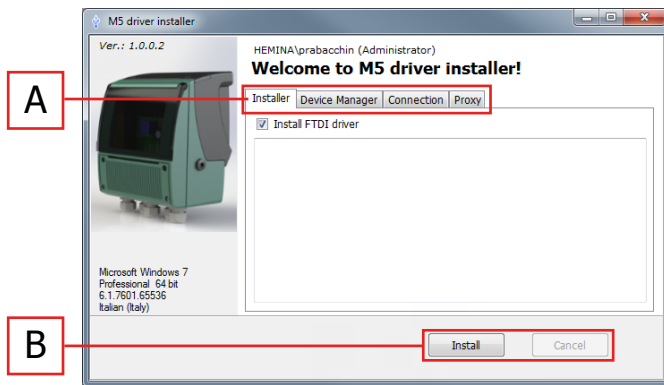 M5 driver installer
Ver.: 1.0.0.2
HEMINA\prabacchin (Administrator)
Welcome to M5 driver installer!
A
Installer Device Manager Connection Proxy
Install FTDI driver
Microsoft Windows 7
Professional 64 bit
6.1.7601.65536
Italian (Italy)
B
Install Cancel